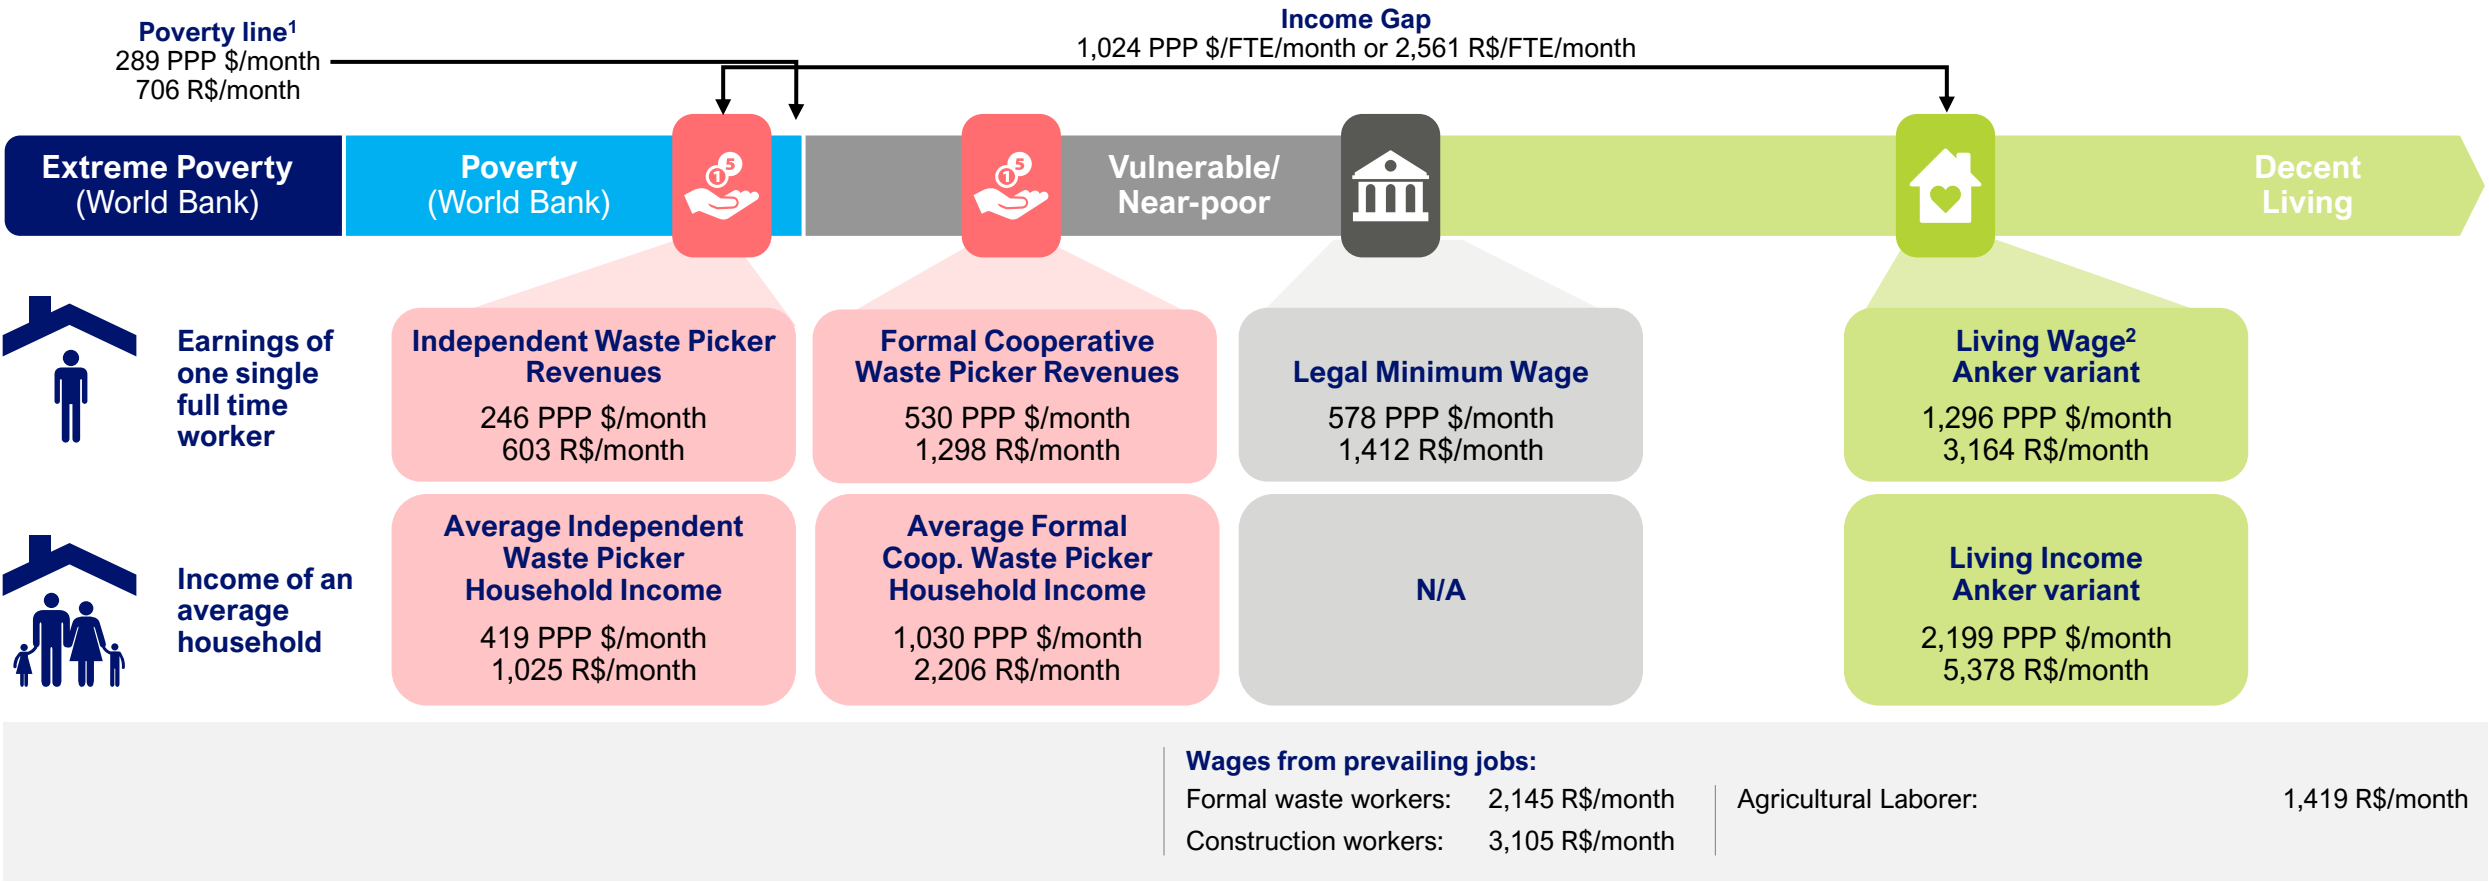 Poverty line¹
289 PPP $/month
706 R$/month
Income Gap
1,024 PPP $/FTE/month or 2,561 R$/FTE/month
Extreme Poverty
(World Bank)
Poverty
(World Bank)
1 5
1 5
Vulnerable/
Near-poor
Decent
Living
Earnings of
one single
full time
worker
Independent Waste Picker
Revenues
246 PPP $/month
603 R$/month
Formal Cooperative
Waste Picker Revenues
530 PPP $/month
1,298 R$/month
Legal Minimum Wage
578 PPP $/month
1,412 R$/month
Living Wage²
Anker variant
1,296 PPP $/month
3,164 R$/month
Income of an
average
household
Average Independent
Waste Picker
Household Income
419 PPP $/month
1,025 R$/month
Average Formal
Coop. Waste Picker
Household Income
1,030 PPP $/month
2,206 R$/month
N/A
Living Income
Anker variant
2,199 PPP $/month
5,378 R$/month
Wages from prevailing jobs:
Formal waste workers: 2,145 R$/month
Construction workers: 3,105 R$/month
Agricultural Laborer: 1,419 R$/month